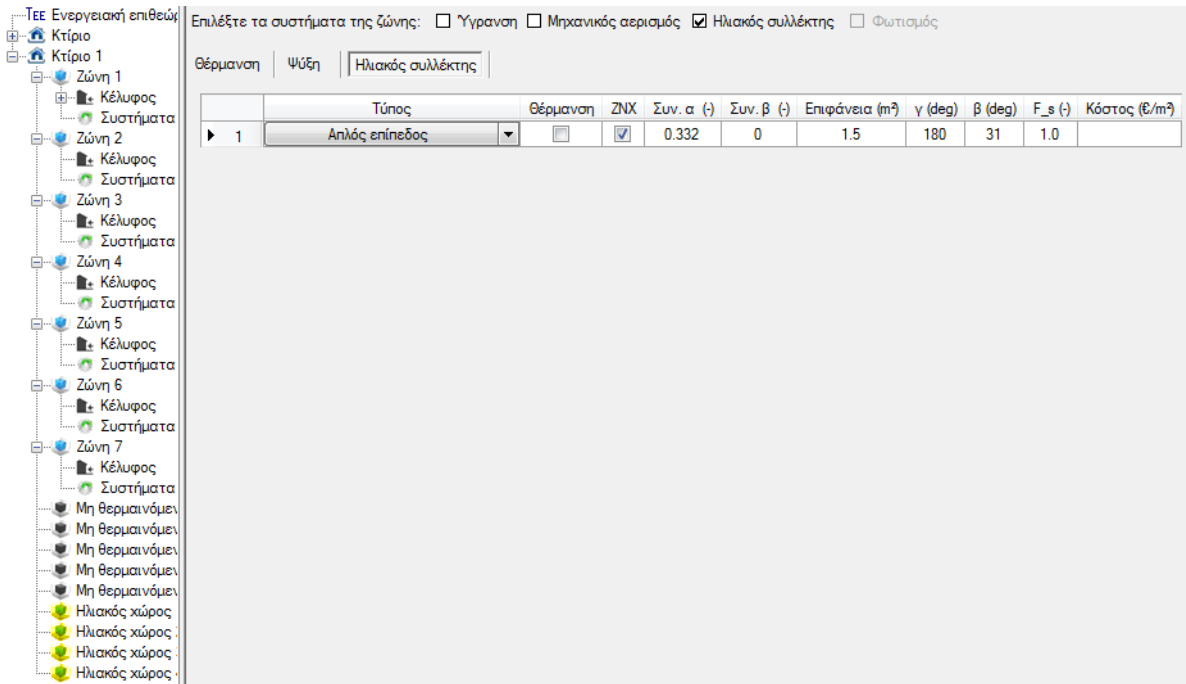 ΤΕΕ Ενεργειακή επιθεώρ
Κτίριο
Κτίριο 1
Ζώνη 1
Κέλυφος
Συστήματα
Ζώνη 2
Κέλυφος
Συστήματα
Ζώνη 3
Κέλυφος
Συστήματα
Ζώνη 4
Κέλυφος
Συστήματα
Ζώνη 5
Κέλυφος
Συστήματα
Ζώνη 6
Κέλυφος
Συστήματα
Ζώνη 7
Κέλυφος
Συστήματα
Μη θερμαινόμεν
Μη θερμαινόμεν
Μη θερμαινόμεν
Μη θερμαινόμεν
Μη θερμαινόμεν
Ηλιακός χώρος
Ηλιακός χώρος 2
Ηλιακός χώρος 3
Ηλιακός χώρος 4
Επιλέξτε τα συστήματα της ζώνης: Ύγρανση Μηχανικός αερισμός Ηλιακός συλλέκτης Φωτισμός
Θέρμανση Ψύξη Ηλιακός συλλέκτης
Τύπος Θέρμανση ΖΝΧ Συν. α (-) Συν. β (-) Επιφάνεια (m²) γ (deg) β (deg) F_s (-) Κόστος (€/m²)
1 Απλός επίπεδος 0.332 0 1.5 180 31 1.0